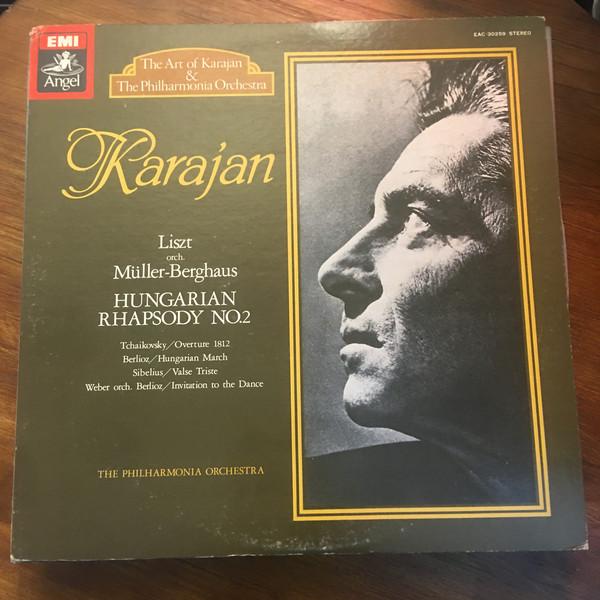 EMI
Angel
The Art of Karajan
&
The Philharmonia Orchestra
EAC-30259 STEREO
Karajan
Liszt
orch.
Müller-Berghaus
HUNGARIAN
RHAPSODY NO.2
Tchaikovsky/Overture 1812
Berlioz/Hungarian March
Sibelius/Valse Triste
Weber orch. Berlioz/Invitation to the Dance
THE PHILHARMONIA ORCHESTRA